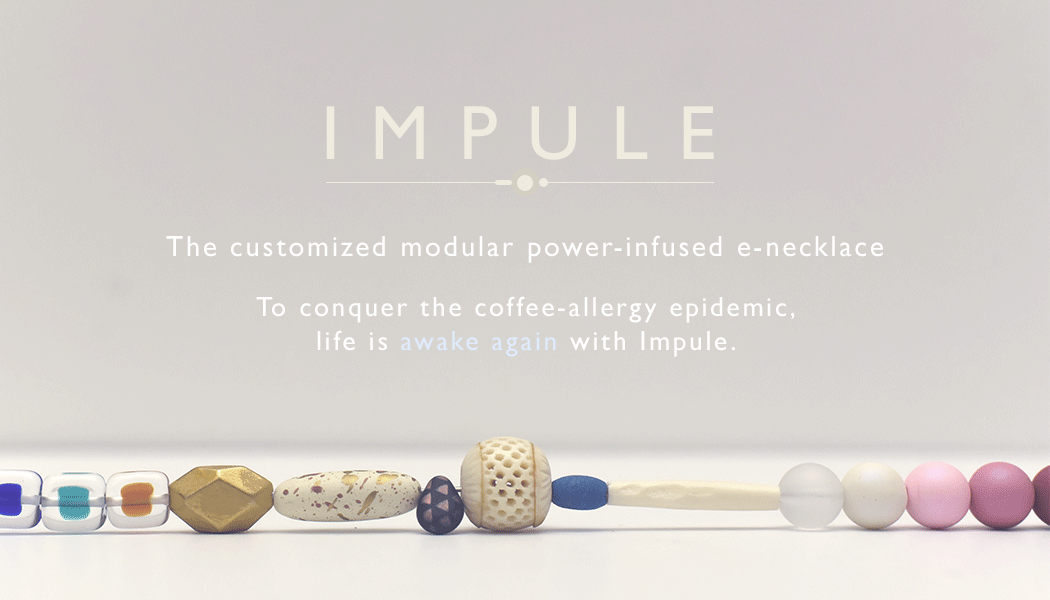 IMPULE
The customized modular power-infused e-necklace
To conquer the coffee-allergy epidemic,
life is awake again with Impule.